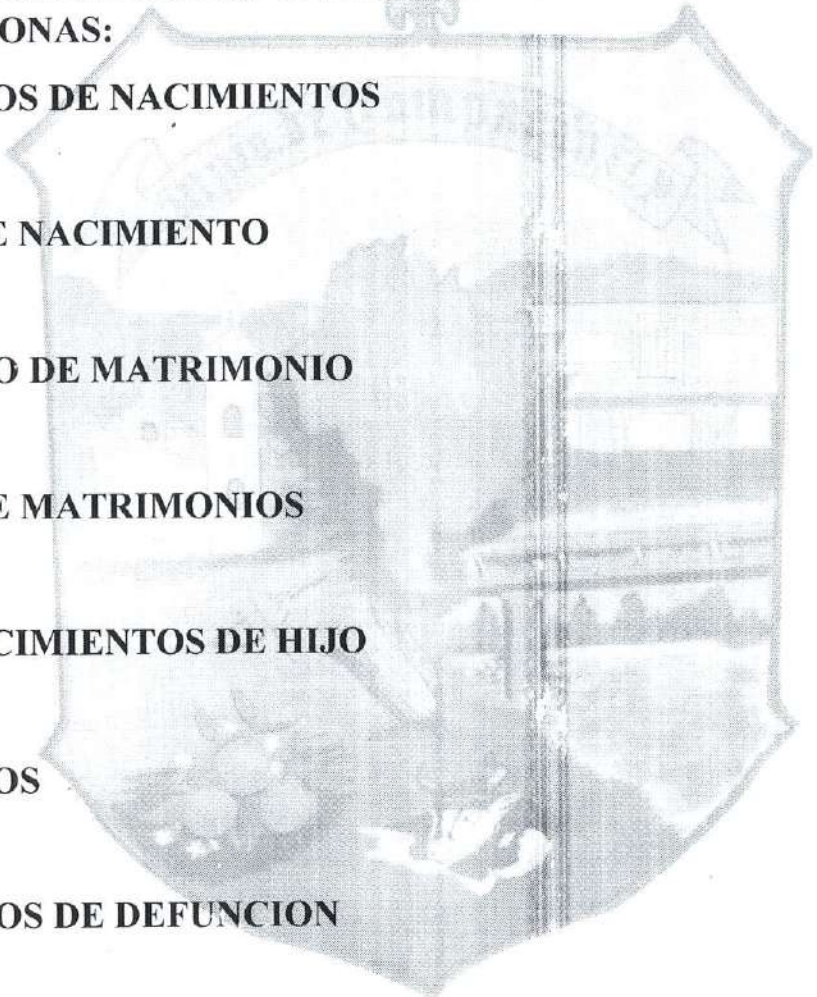 ONAS:
OS DE NACIMIENTOS
E NACIMIENTO
O DE MATRIMONIO
E MATRIMONIOS
CIMIENTOS DE HIJO
OS
OS DE DEFUNCION